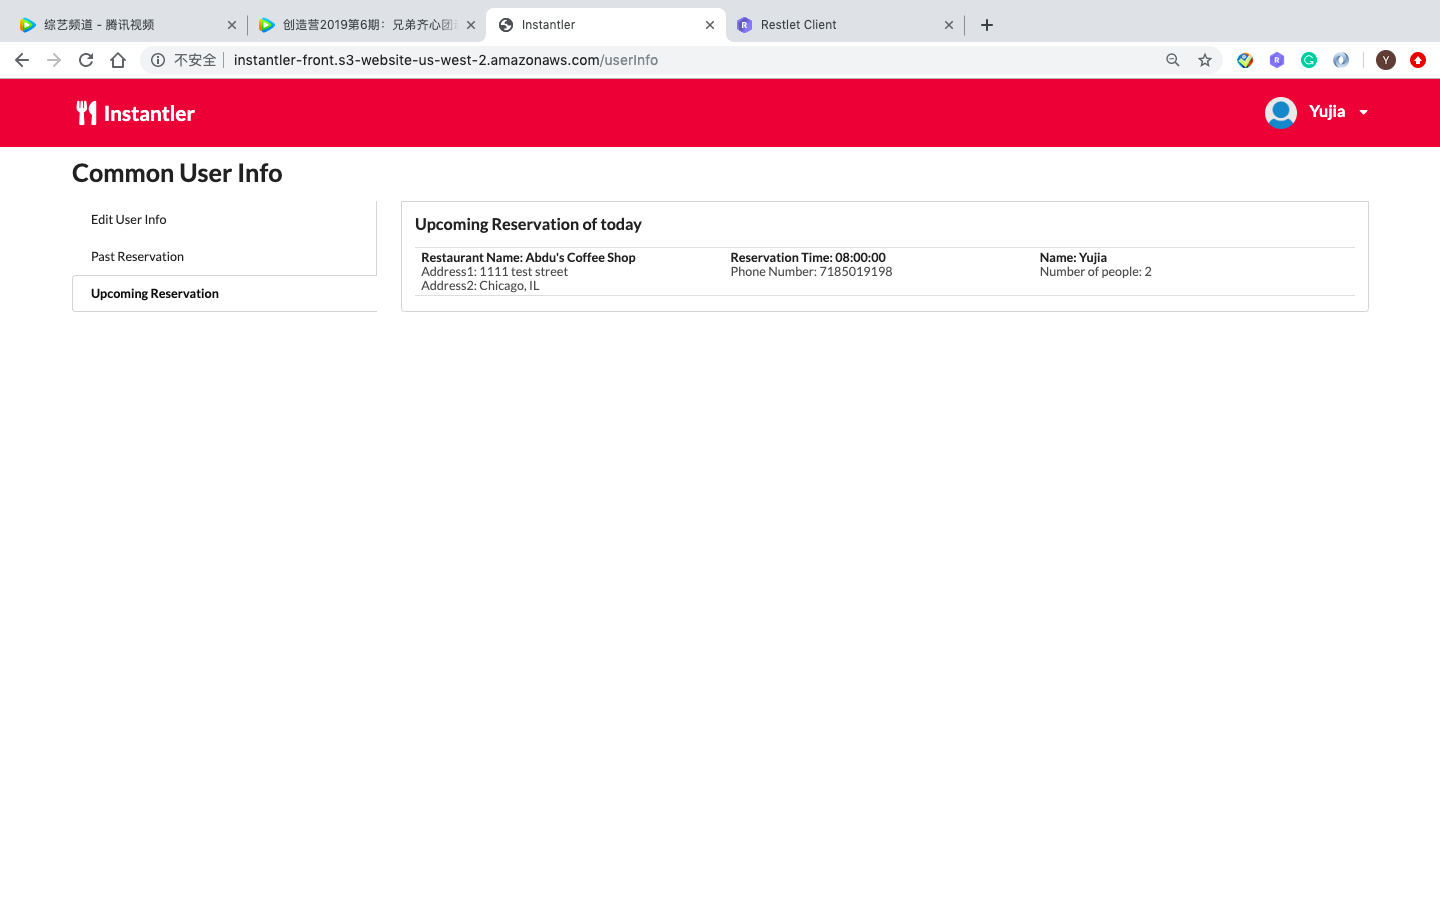 综艺频道 - 腾讯视频
创造营2019第6期：兄弟齐心团
Instantler
Restlet Client
不安全
instantler-front.s3-website-us-west-2.amazonaws.com/userInfo
Y
Instantler
Yujia
Common User Info
Edit User Info
Past Reservation
Upcoming Reservation
Upcoming Reservation of today
Restaurant Name: Abdu's Coffee Shop
Address1: 1111 test street
Address2: Chicago, IL
Reservation Time: 08:00:00
Phone Number: 7185019198
Name: Yujia
Number of people: 2